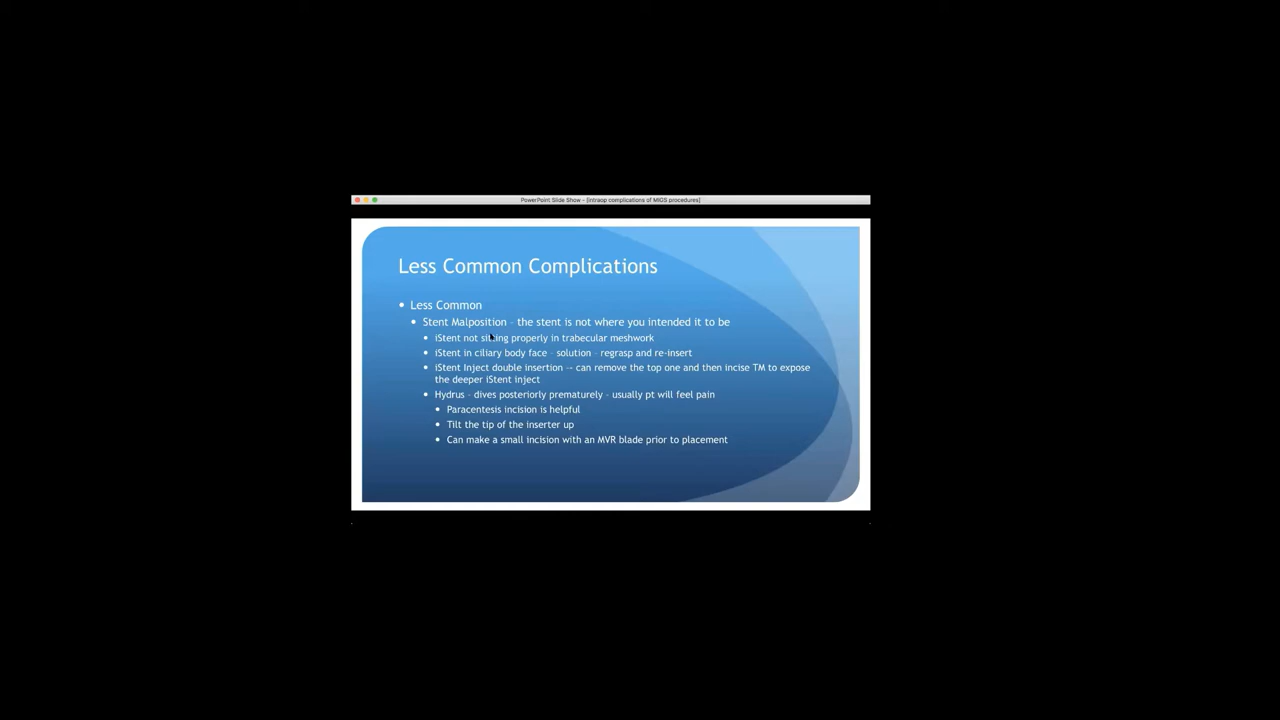 PowerPoint Slide Show - [intraop complications of MIGS procedures]
Less Common Complications
• Less Common
• Stent Malposition – the stent is not where you intended it to be
• iStent not sitting properly in trabecular meshwork
• iStent in ciliary body face – solution – regrasp and re-insert
• iStent Inject double insertion -- can remove the top one and then incise TM to expose
the deeper iStent inject
• Hydrus – dives posteriorly prematurely – usually pt will feel pain
• Paracentesis incision is helpful
• Tilt the tip of the inserter up
• Can make a small incision with an MVR blade prior to placement